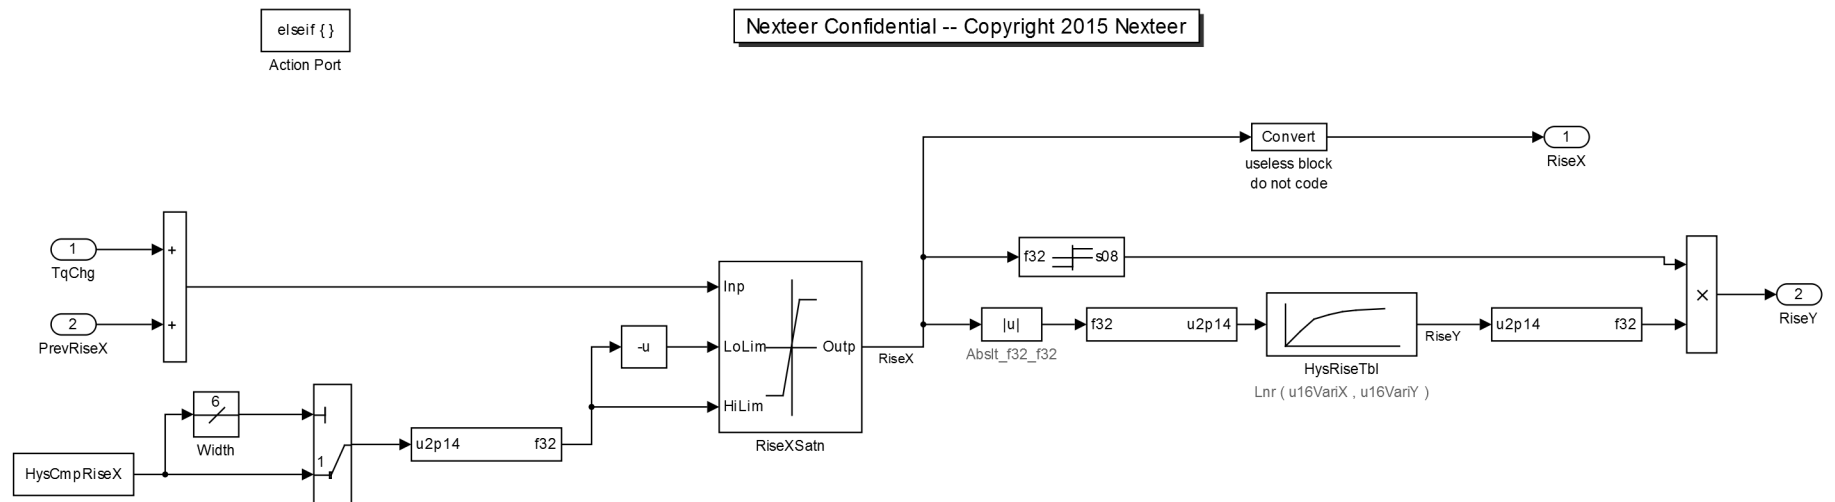 elseif { }
Action Port
Nexteer Confidential -- Copyright 2015 Nexteer
Convert
useless block
do not code
1
RiseX
1
TqChg
+
+
2
PrevRiseX
Inp
LoLim
HiLim
Outp
RiseXSatn
-u
RiseX
f32
s08
|u|
Abslt_f32_f32
f32
u2p14
HysRiseTbl
Lnr ( u16VariX , u16VariY )
RiseY
u2p14
f32
×
2
RiseY
6
Width
HysCmpRiseX
1
u2p14
f32